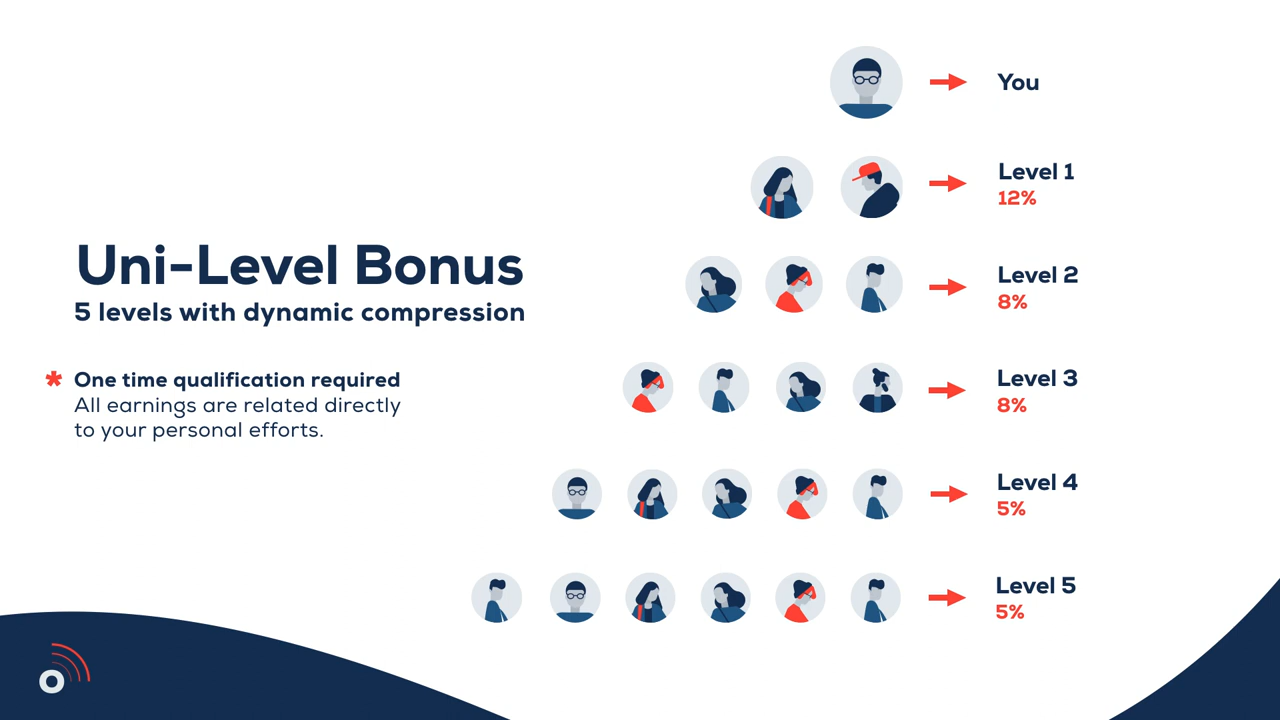 Uni-Level Bonus
5 levels with dynamic compression
* One time qualification required
All earnings are related directly
to your personal efforts.
You
Level 1
12%
Level 2
8%
Level 3
8%
Level 4
5%
Level 5
5%